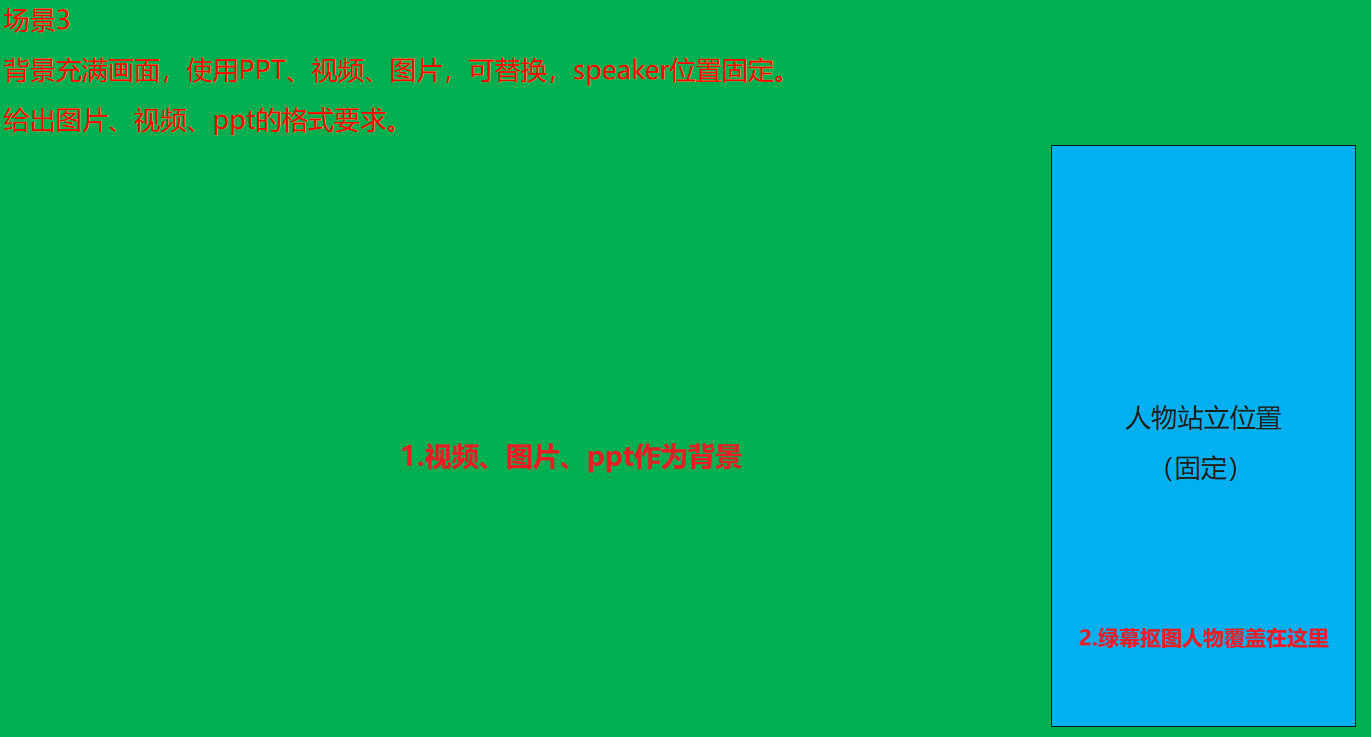 场景3
背景充满画面，使用PPT、视频、图片，可替换，speaker位置固定。
给出图片、视频、ppt的格式要求。
人物站立位置
（固定）
1.视频、图片、ppt作为背景
2.绿幕抠图人物覆盖在这里